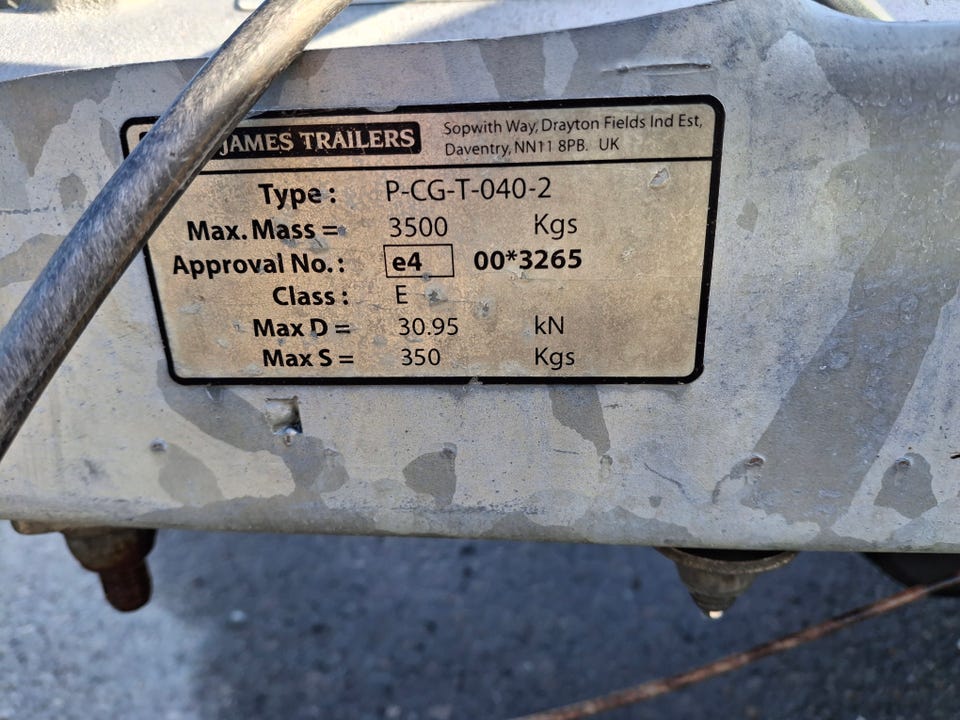 JAMES TRAILERS
Sopwith Way, Drayton Fields Ind Est,
Daventry, NN11 8PB. UK
Type : P-CG-T-040-2
Max. Mass = 3500 Kgs
Approval No. : e4 00*3265
Class : E
Max D = 30.95 kN
Max S = 350 Kgs